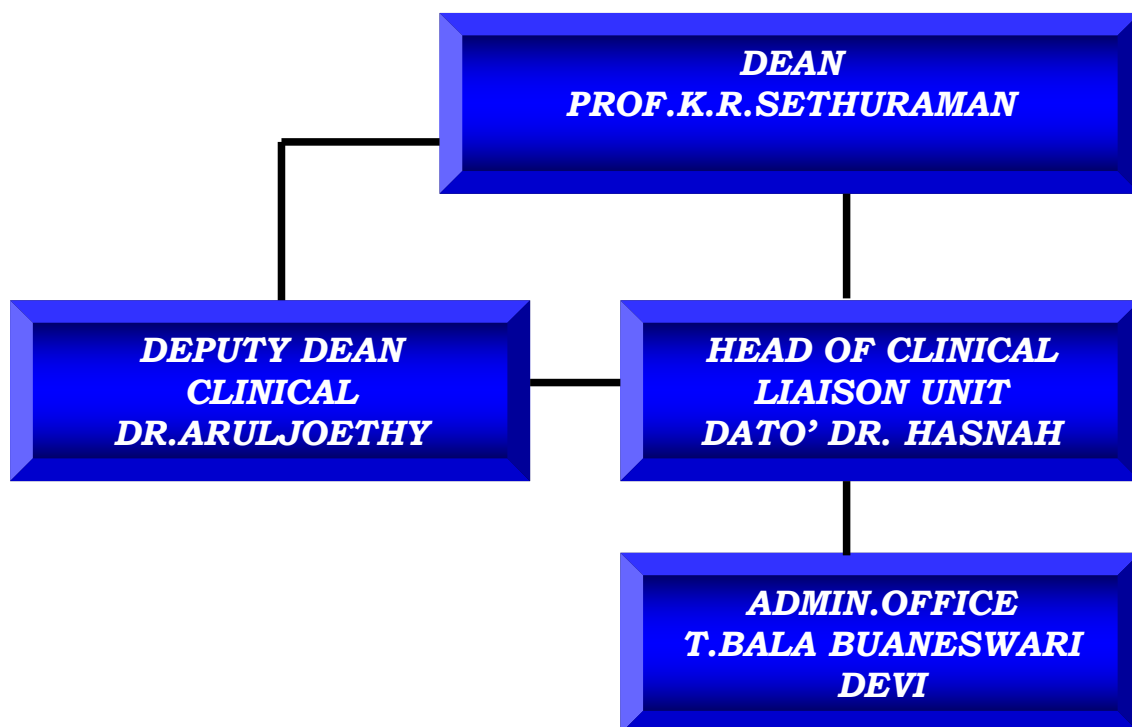 DEAN
PROF.K.R.SETHURAMAN
DEPUTY DEAN
CLINICAL
DR.ARULJOETHY
HEAD OF CLINICAL
LIAISON UNIT
DATO’ DR. HASNAH
ADMIN.OFFICE
T.BALA BUANESWARI
DEVI